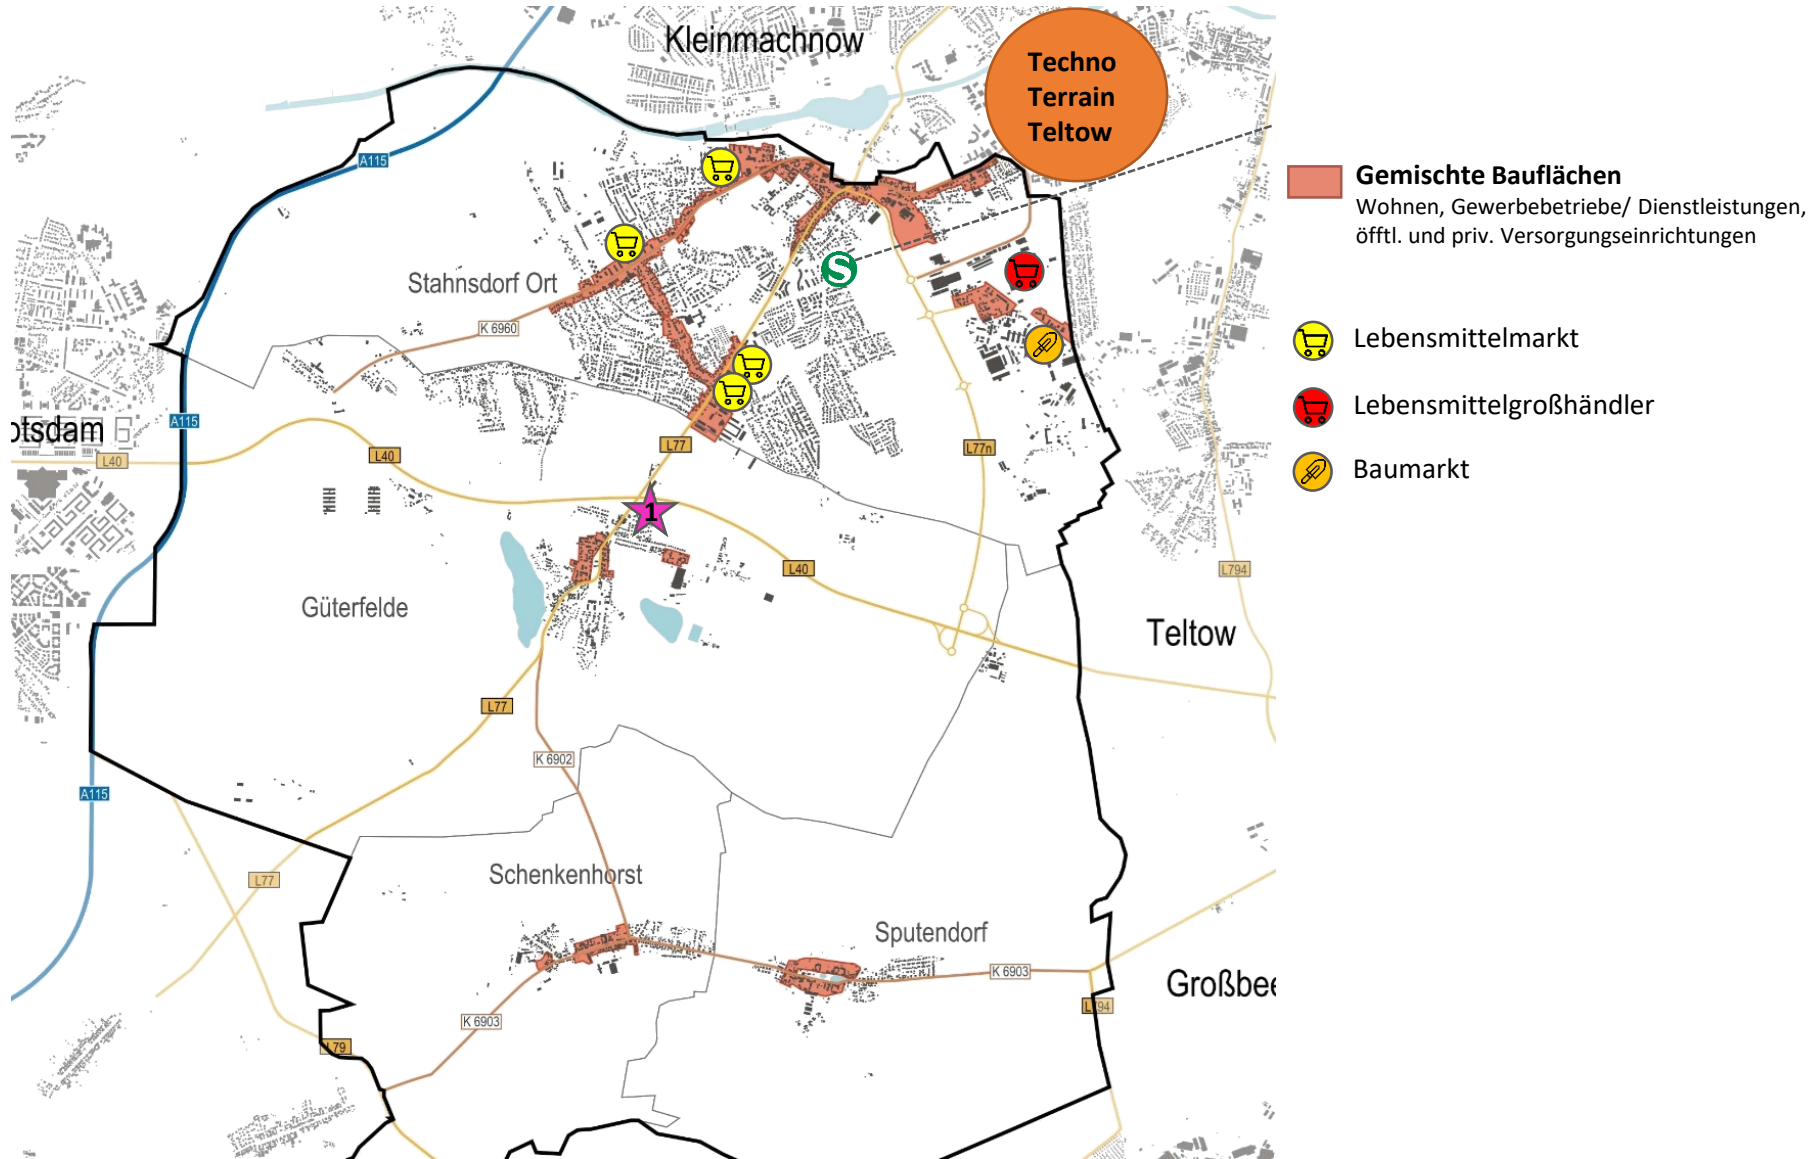 Kleinmachnow
Techno
Terrain
Teltow
A115
Gemischte Bauflächen
Wohnen, Gewerbebetriebe/ Dienstleistungen,
öfftl. und priv. Versorgungseinrichtungen
S
Stahnsdorf Ort
K 6960
Lebensmittelmarkt
Lebensmittelgroßhändler
Baumarkt
A115
otsdam
L40
L40
L77
L77n
1
L40
L794
Güterfelde
Teltow
L77
K 6902
A115
L77
Schenkenhorst
Sputendorf
K 6903
Großbee
L794
K 6903
L79